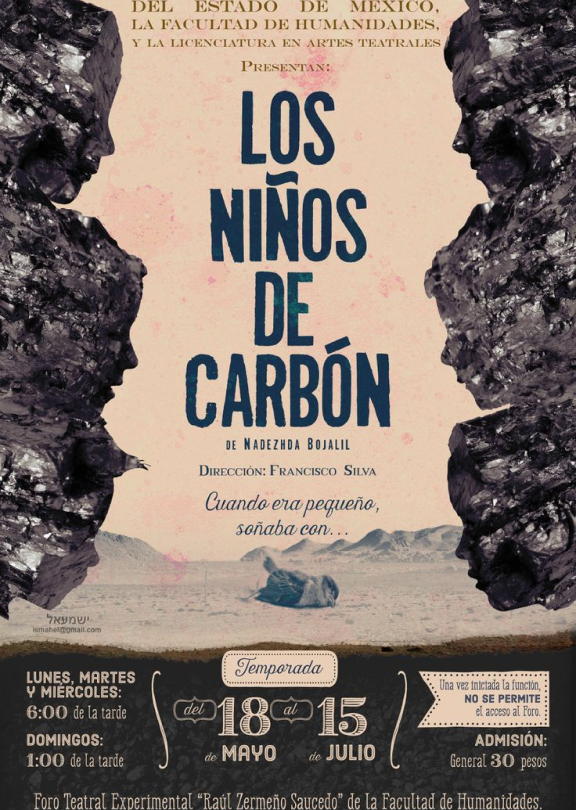 DEL ESTADO DE MÉXICO,
LA FACULTAD DE HUMANIDADES,
Y LA LICENCIATURA EN ARTES TEATRALES
PRESENTAN:
LOS
NIÑOS
DE
CARBÓN
DE NADEZHDA BOJALIL
DIRECCIÓN: FRANCISCO SILVA
Cuando era pequeño,
soñaba con...
ישמעאל
ismahel@gmail.com
Temporada
LUNES, MARTES
Y MIÉRCOLES:
6:00 de la tarde
DOMINGOS:
1:00 de la tarde
del 18 al 15
de MAYO de JULIO
Una vez iniciada la función,
NO SE PERMITE
el acceso al Foro.
ADMISIÓN:
General 30 pesos
Foro Teatral Experimental “Raúl Zermeño Saucedo” de la Facultad de Humanidades.